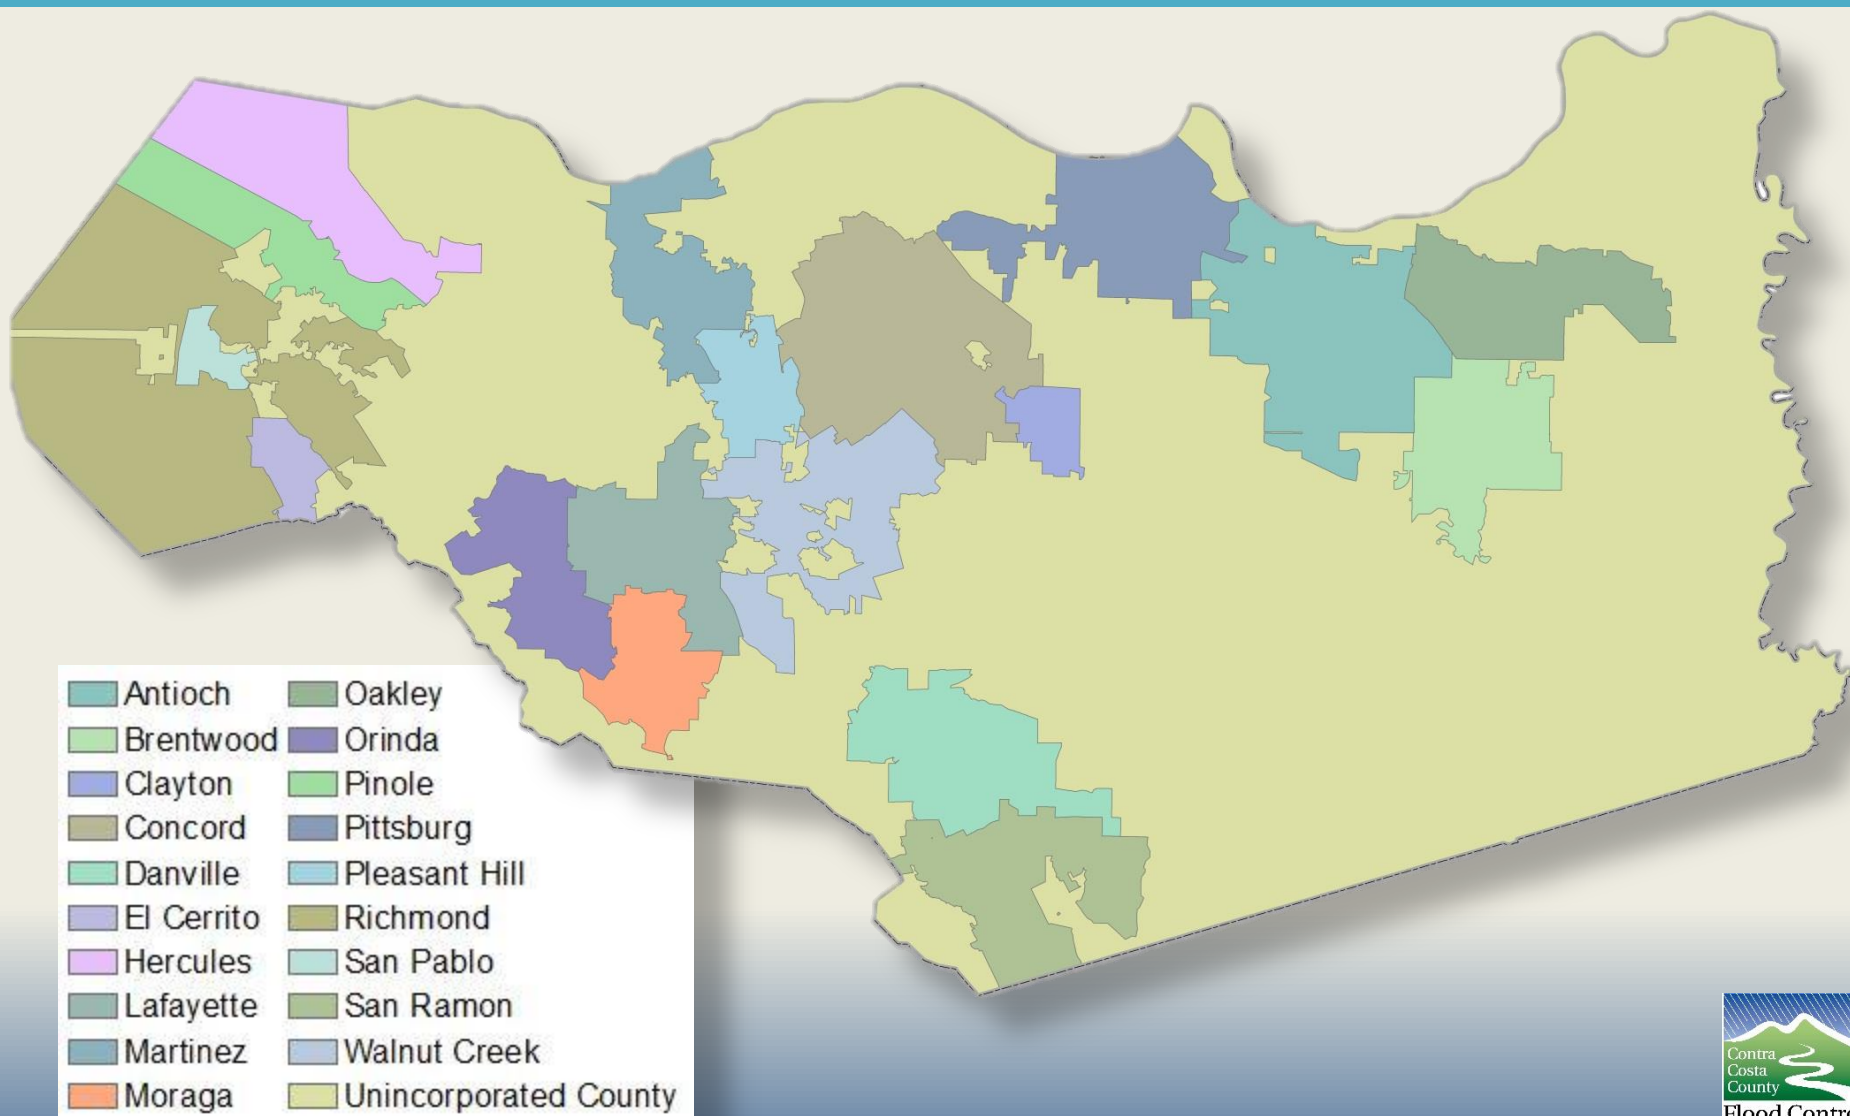 Antioch
Brentwood
Clayton
Concord
Danville
El Cerrito
Hercules
Lafayette
Martinez
Moraga
Oakley
Orinda
Pinole
Pittsburg
Pleasant Hill
Richmond
San Pablo
San Ramon
Walnut Creek
Unincorporated County
Contra
Costa
County
Flood